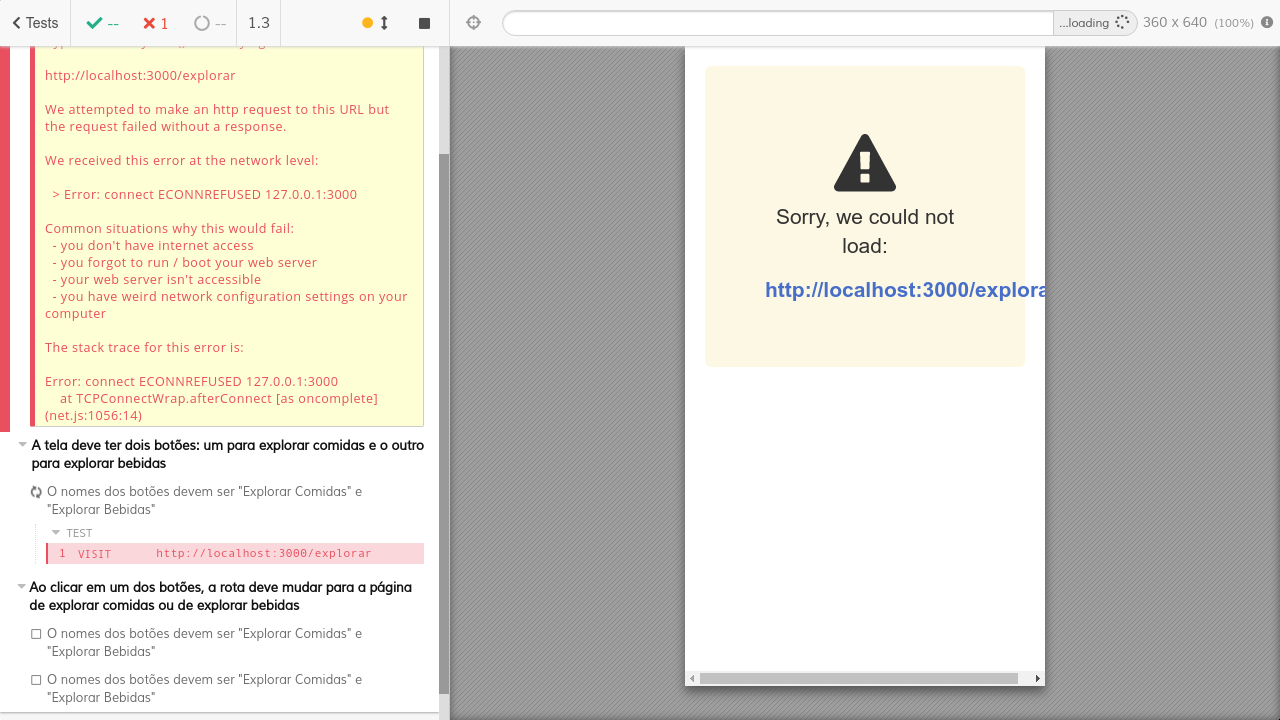 Tests
--
1
--
1.3
...loading
360 x 640 (100%)
http://localhost:3000/explorar
We attempted to make an http request to this URL but
the request failed without a response.
We received this error at the network level:
> Error: connect ECONNREFUSED 127.0.0.1:3000
Common situations why this would fail:
- you don't have internet access
- you forgot to run / boot your web server
- your web server isn't accessible
- you have weird network configuration settings on your
computer
The stack trace for this error is:
Error: connect ECONNREFUSED 127.0.0.1:3000
at TCPConnectWrap.afterConnect [as oncomplete]
(net.js:1056:14)
A tela deve ter dois botões: um para explorar comidas e o outro
para explorar bebidas
O nomes dos botões devem ser "Explorar Comidas" e
"Explorar Bebidas"
TEST
1 VISIT http://localhost:3000/explorar
Ao clicar em um dos botões, a rota deve mudar para a página
de explorar comidas ou de explorar bebidas
O nomes dos botões devem ser "Explorar Comidas" e
"Explorar Bebidas"
O nomes dos botões devem ser "Explorar Comidas" e
"Explorar Bebidas"
Sorry, we could not
load:
http://localhost:3000/explora